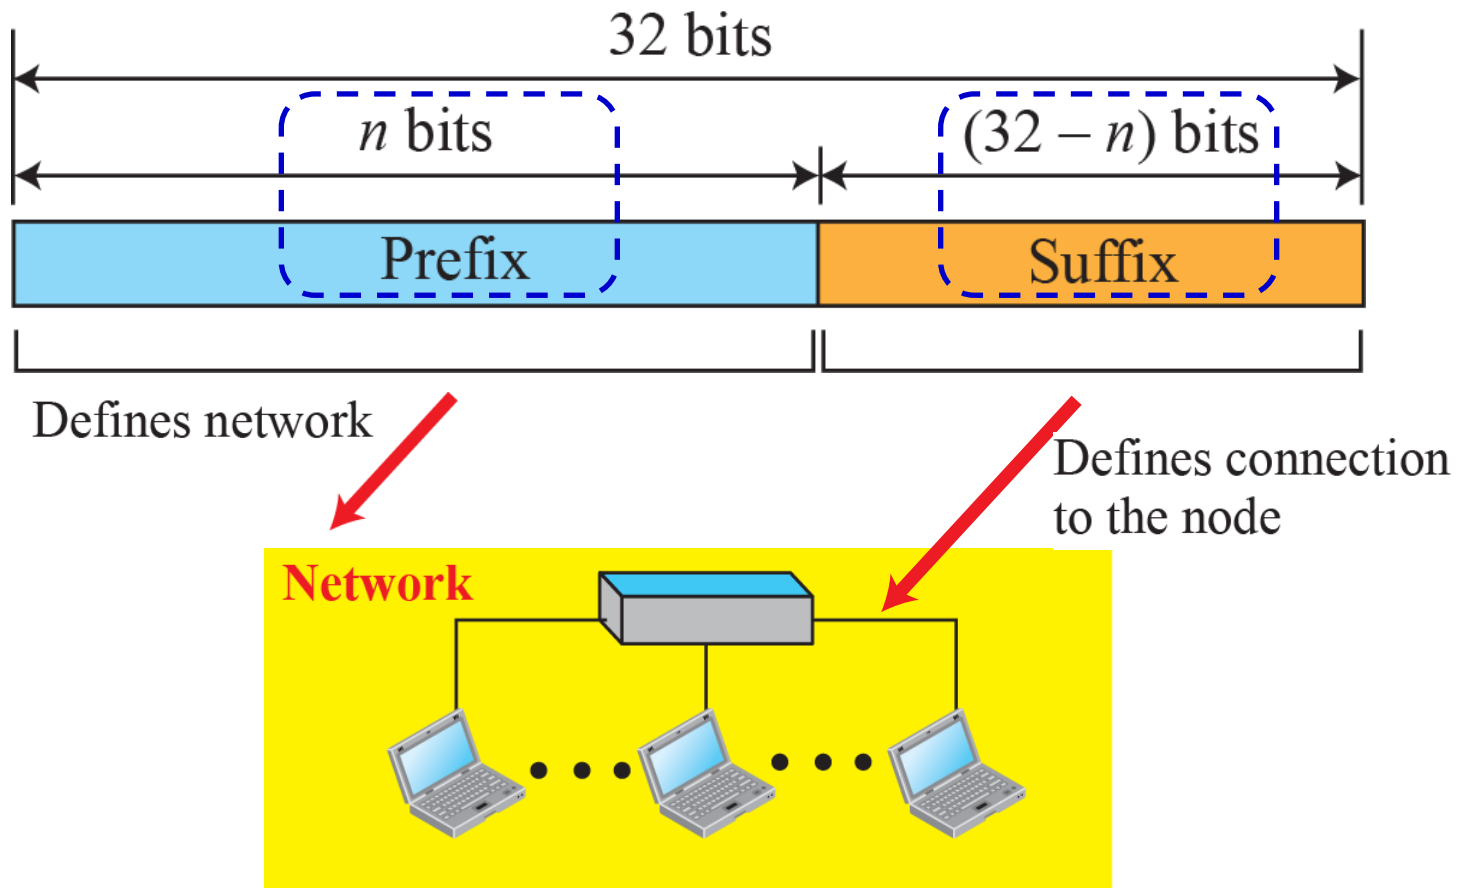 32 bits
n bits
(32 – n) bits
Prefix
Suffix
Defines network
Defines connection
to the node
Network